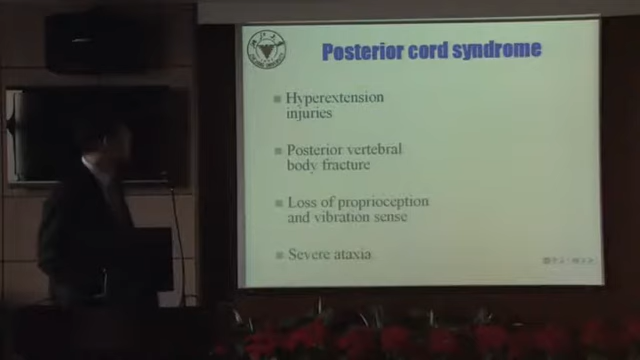 Posterior cord syndrome
Hyperextension
injuries
Posterior vertebral
body fracture
Loss of proprioception
and vibration sense
Severe ataxia